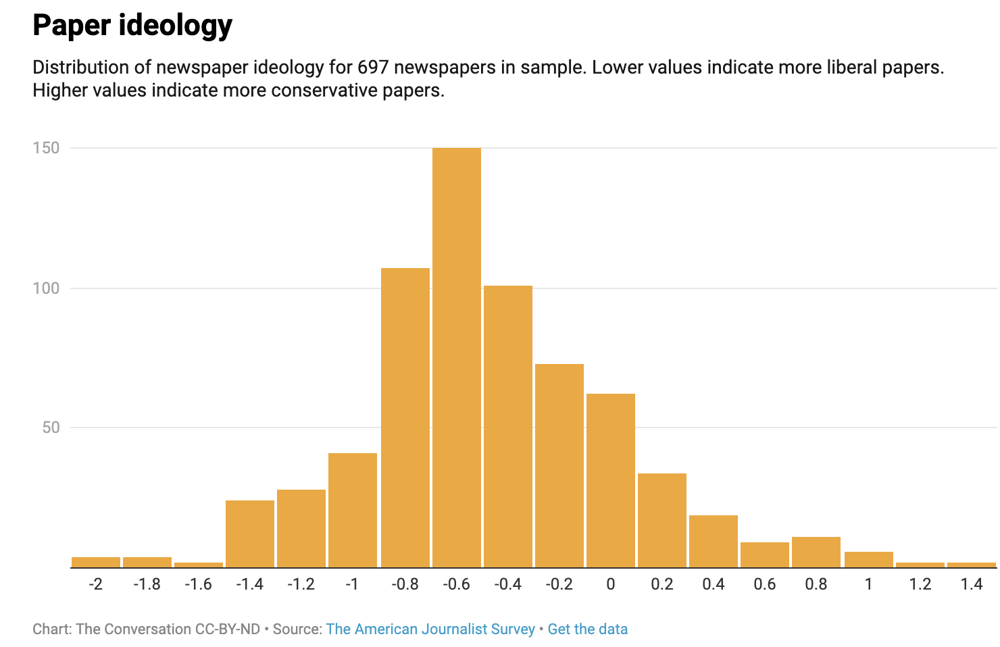 Paper ideology
Distribution of newspaper ideology for 697 newspapers in sample. Lower values indicate more liberal papers.
Higher values indicate more conservative papers.
150
100
50
-2 -1.8 -1.6 -1.4 -1.2 -1 -0.8 -0.6 -0.4 -0.2 0 0.2 0.4 0.6 0.8 1 1.2 1.4
Chart: The Conversation CC-BY-ND • Source: The American Journalist Survey • Get the data